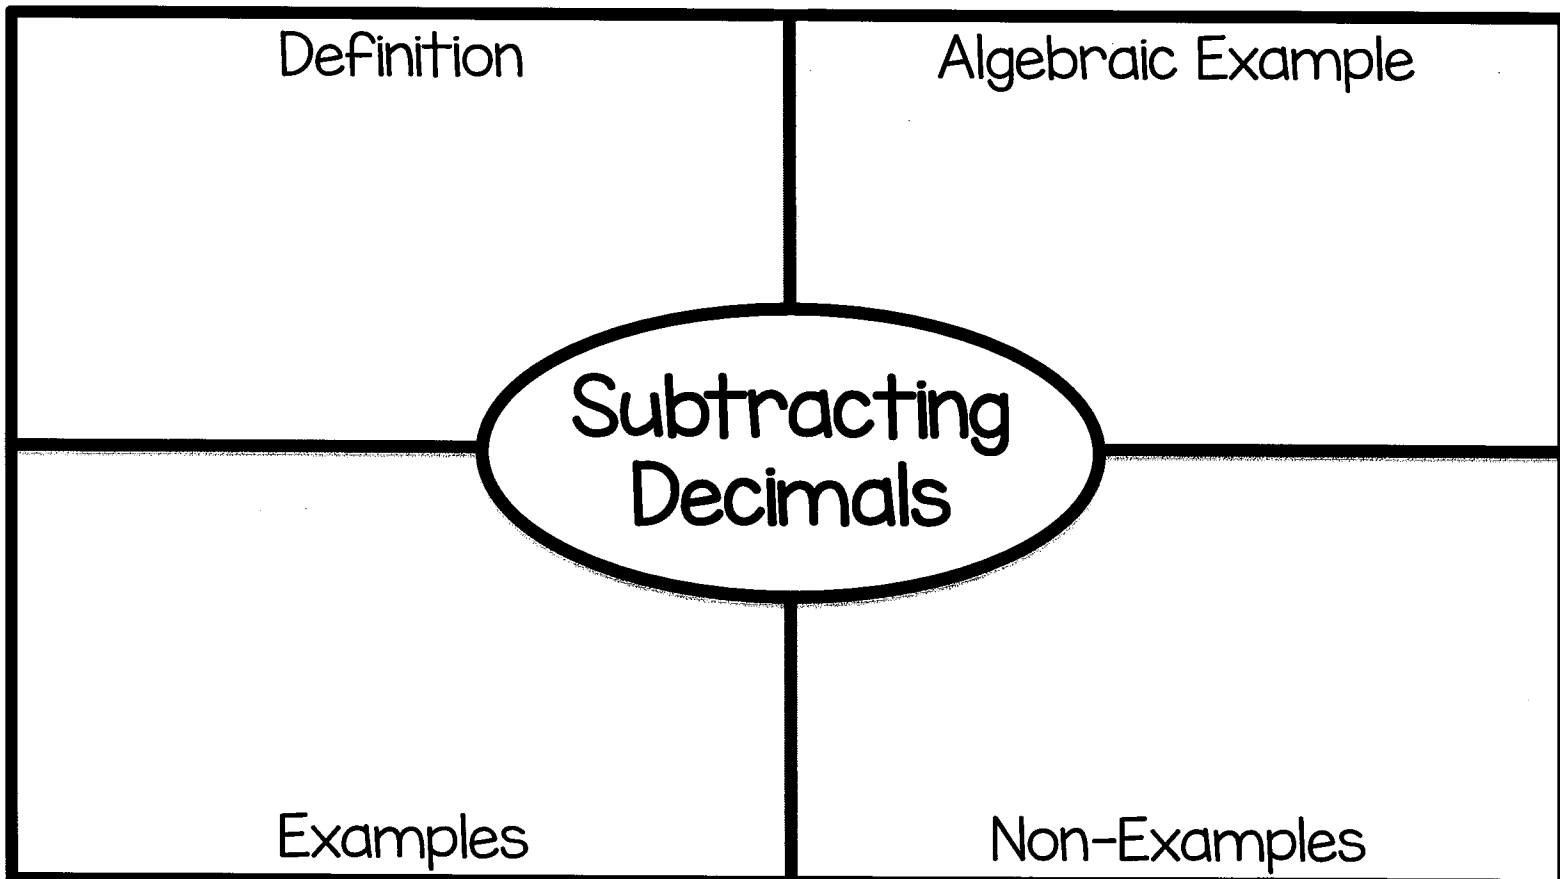 Definition
Algebraic Example
Subtracting
Decimals
Examples
Non-Examples